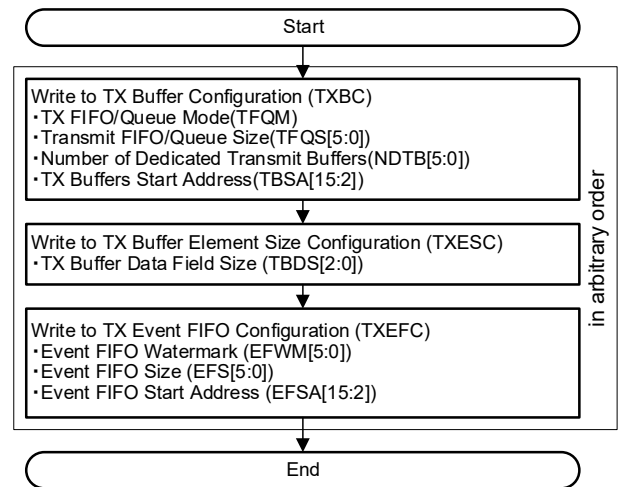 Start
Write to TX Buffer Configuration (TXBC)
・TX FIFO/Queue Mode(TFQM)
・Transmit FIFO/Queue Size(TFQS[5:0])
・Number of Dedicated Transmit Buffers(NDTB[5:0])
・TX Buffers Start Address(TBSA[15:2])
Write to TX Buffer Element Size Configuration (TXESC)
・TX Buffer Data Field Size (TBDS[2:0])
Write to TX Event FIFO Configuration (TXEFC)
・Event FIFO Watermark (EFWM[5:0])
・Event FIFO Size (EFS[5:0])
・Event FIFO Start Address (EFSA[15:2])
in arbitrary order
End